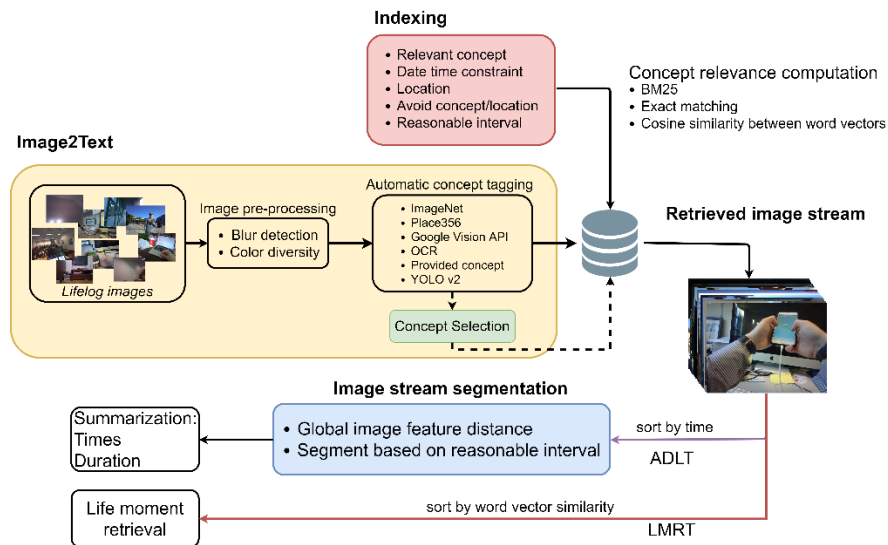 Indexing
Relevant concept
Date time constraint
Location
Avoid concept/location
Reasonable interval
Concept relevance computation
BM25
Exact matching
Cosine similarity between word vectors
Image2Text
Lifelog images
Image pre-processing
Blur detection
Color diversity
Automatic concept tagging
ImageNet
Place356
Google Vision API
OCR
Provided concept
YOLO v2
Concept Selection
Retrieved image stream
Image stream segmentation
Global image feature distance
Segment based on reasonable interval
sort by time
ADLT
Summarization:
Times
Duration
Life moment
retrieval
sort by word vector similarity
LMRT